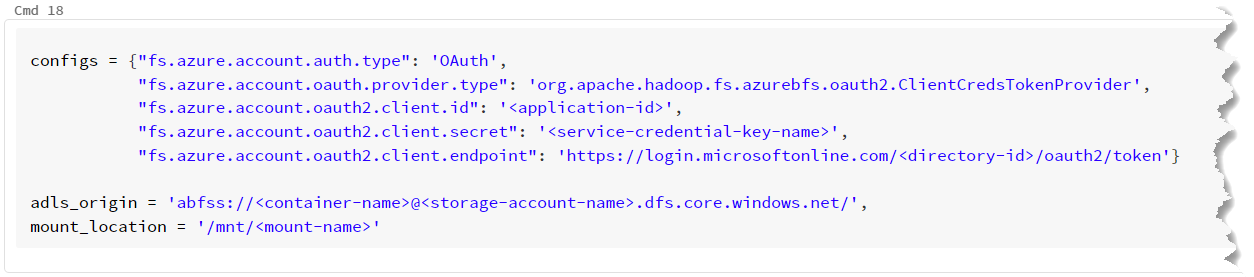 Cmd 18
configs = {"fs.azure.account.auth.type": 'OAuth',
"fs.azure.account.oauth.provider.type": 'org.apache.hadoop.fs.azurebfs.oauth2.ClientCredsTokenProvider',
"fs.azure.account.oauth2.client.id": '<application-id>',
"fs.azure.account.oauth2.client.secret": '<service-credential-key-name>',
"fs.azure.account.oauth2.client.endpoint": 'https://login.microsoftonline.com/<directory-id>/oauth2/token'}
adls_origin = 'abfss://<container-name>@<storage-account-name>.dfs.core.windows.net/',
mount_location = '/mnt/<mount-name>'